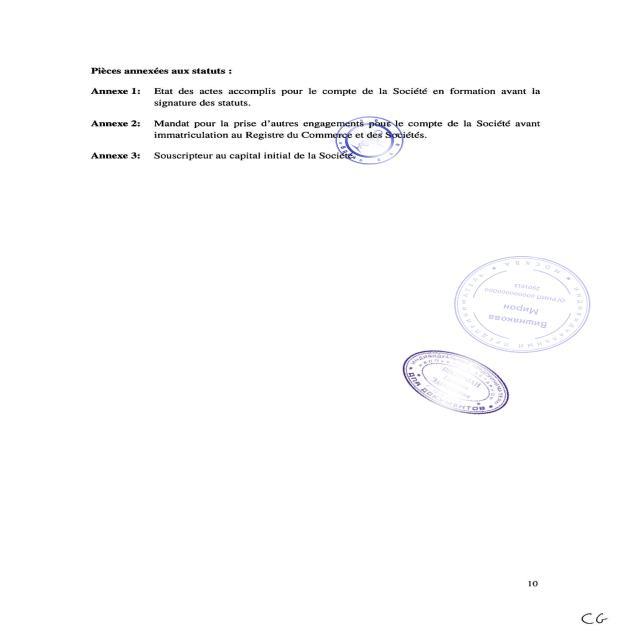 Pièces annexées aux statuts :
Annexe 1: Etat des actes accomplis pour le compte de la Société en formation avant la
signature des statuts.
Annexe 2: Mandat pour la prise d'autres engagements pour le compte de la Société avant
immatriculation au Registre du Commerce et des Sociétés.
Annexe 3: Souscripteur au capital initial de la Société
ИНДИВИДУАЛЬНЫЙ ПРЕДПРИНИМАТЕЛЬ
МОСКВА
Вишнякова
Мирон
ДЛЯ ДОКУМЕНТОВ
10
CG